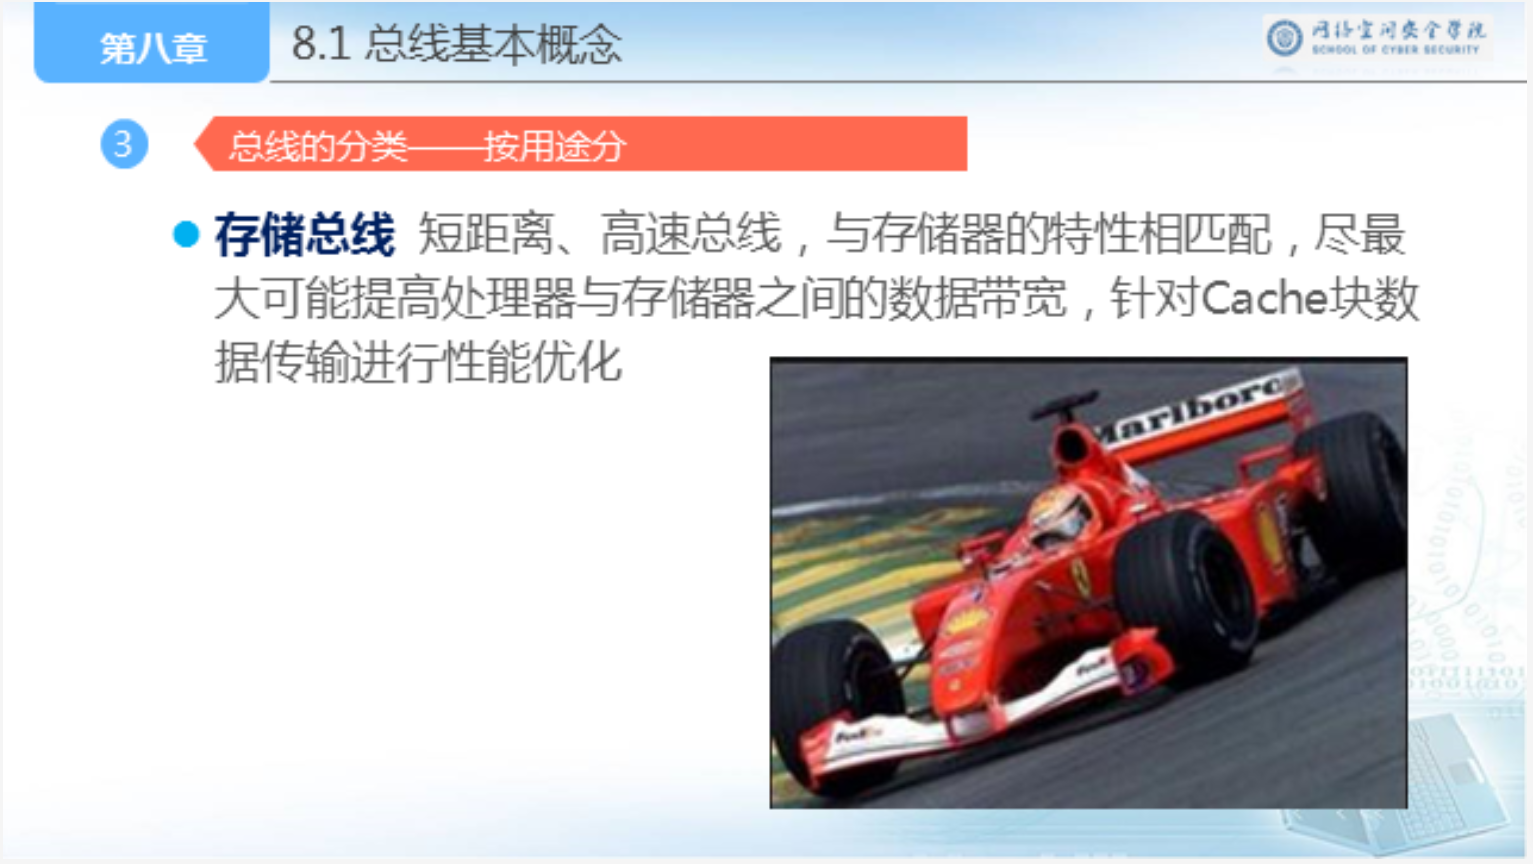 第八章
8.1 总线基本概念
网络空间安全学院
SCHOOL OF CYBER SECURITY
3
总线的分类——按用途分
存储总线 短距离、高速总线，与存储器的特性相匹配，尽最
大可能提高处理器与存储器之间的数据带宽，针对Cache块数
据传输进行性能优化
Marlboro
FedEx
FedEx